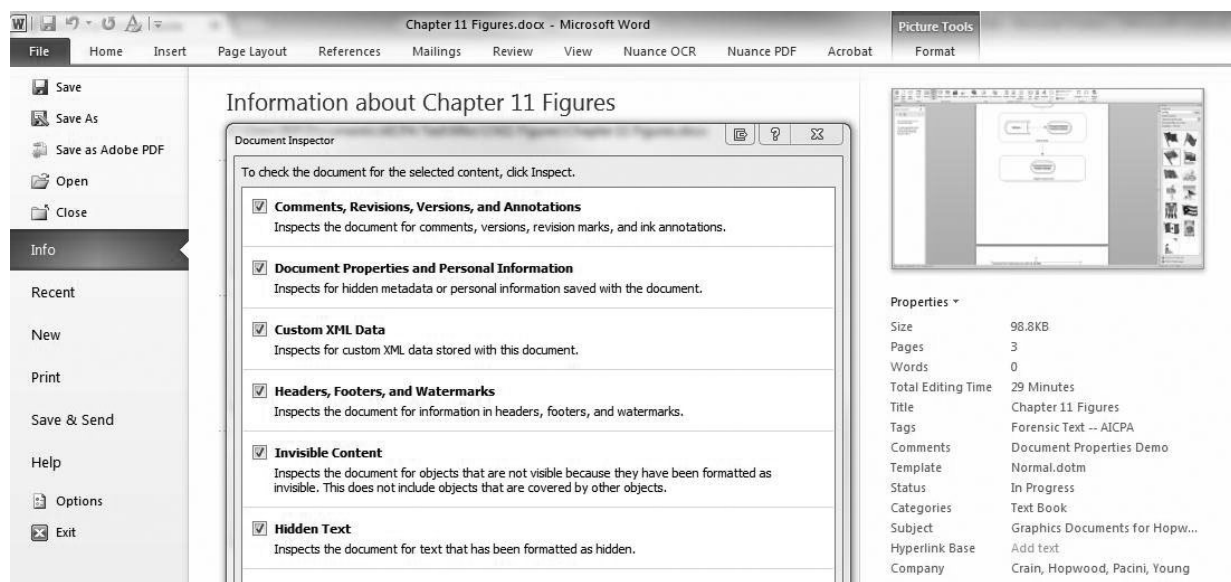 Chapter 11 Figures.docx - Microsoft Word
Picture Tools
File Home Insert Page Layout References Mailings Review View Nuance OCR Nuance PDF Acrobat Format
Save
Save As
Save as Adobe PDF
Open
Close
Info
Recent
New
Print
Save & Send
Help
Options
Exit
Information about Chapter 11 Figures
Document Inspector
To check the document for the selected content, click Inspect.
Comments, Revisions, Versions, and Annotations
Inspects the document for comments, versions, revision marks, and ink annotations.
Document Properties and Personal Information
Inspects for hidden metadata or personal information saved with the document.
Custom XML Data
Inspects for custom XML data stored with this document.
Headers, Footers, and Watermarks
Inspects the document for information in headers, footers, and watermarks.
Invisible Content
Inspects the document for objects that are not visible because they have been formatted as
invisible. This does not include objects that are covered by other objects.
Hidden Text
Inspects the document for text that has been formatted as hidden.
Properties
Size 98.8KB
Pages 3
Words 0
Total Editing Time 29 Minutes
Title Chapter 11 Figures
Tags Forensic Text -- AICPA
Comments Document Properties Demo
Template Normal.dotm
Status In Progress
Categories Text Book
Subject Graphics Documents for Hopw...
Hyperlink Base Add text
Company Crain, Hopwood, Pacini, Young